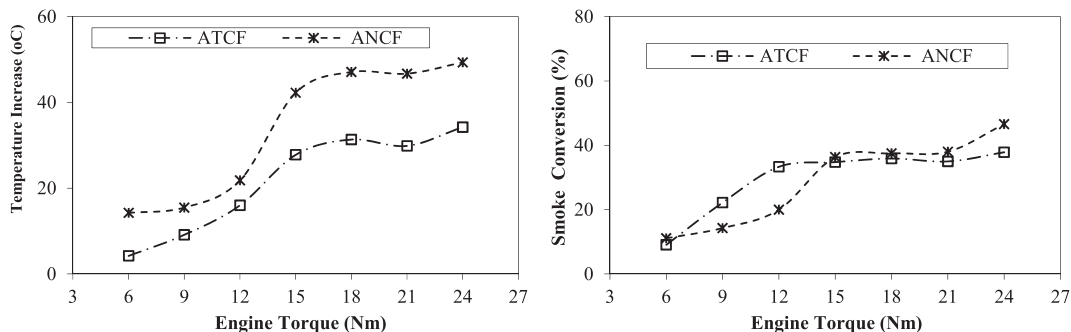 Temperature Increase (oC)
60
40
20
0
ATCF
ANCF
3 6 9 12 15 18 21 24 27
Engine Torque (Nm)
Smoke Conversion (%)
80
60
40
20
0
ATCF
ANCF
3 6 9 12 15 18 21 24 27
Engine Torque (Nm)